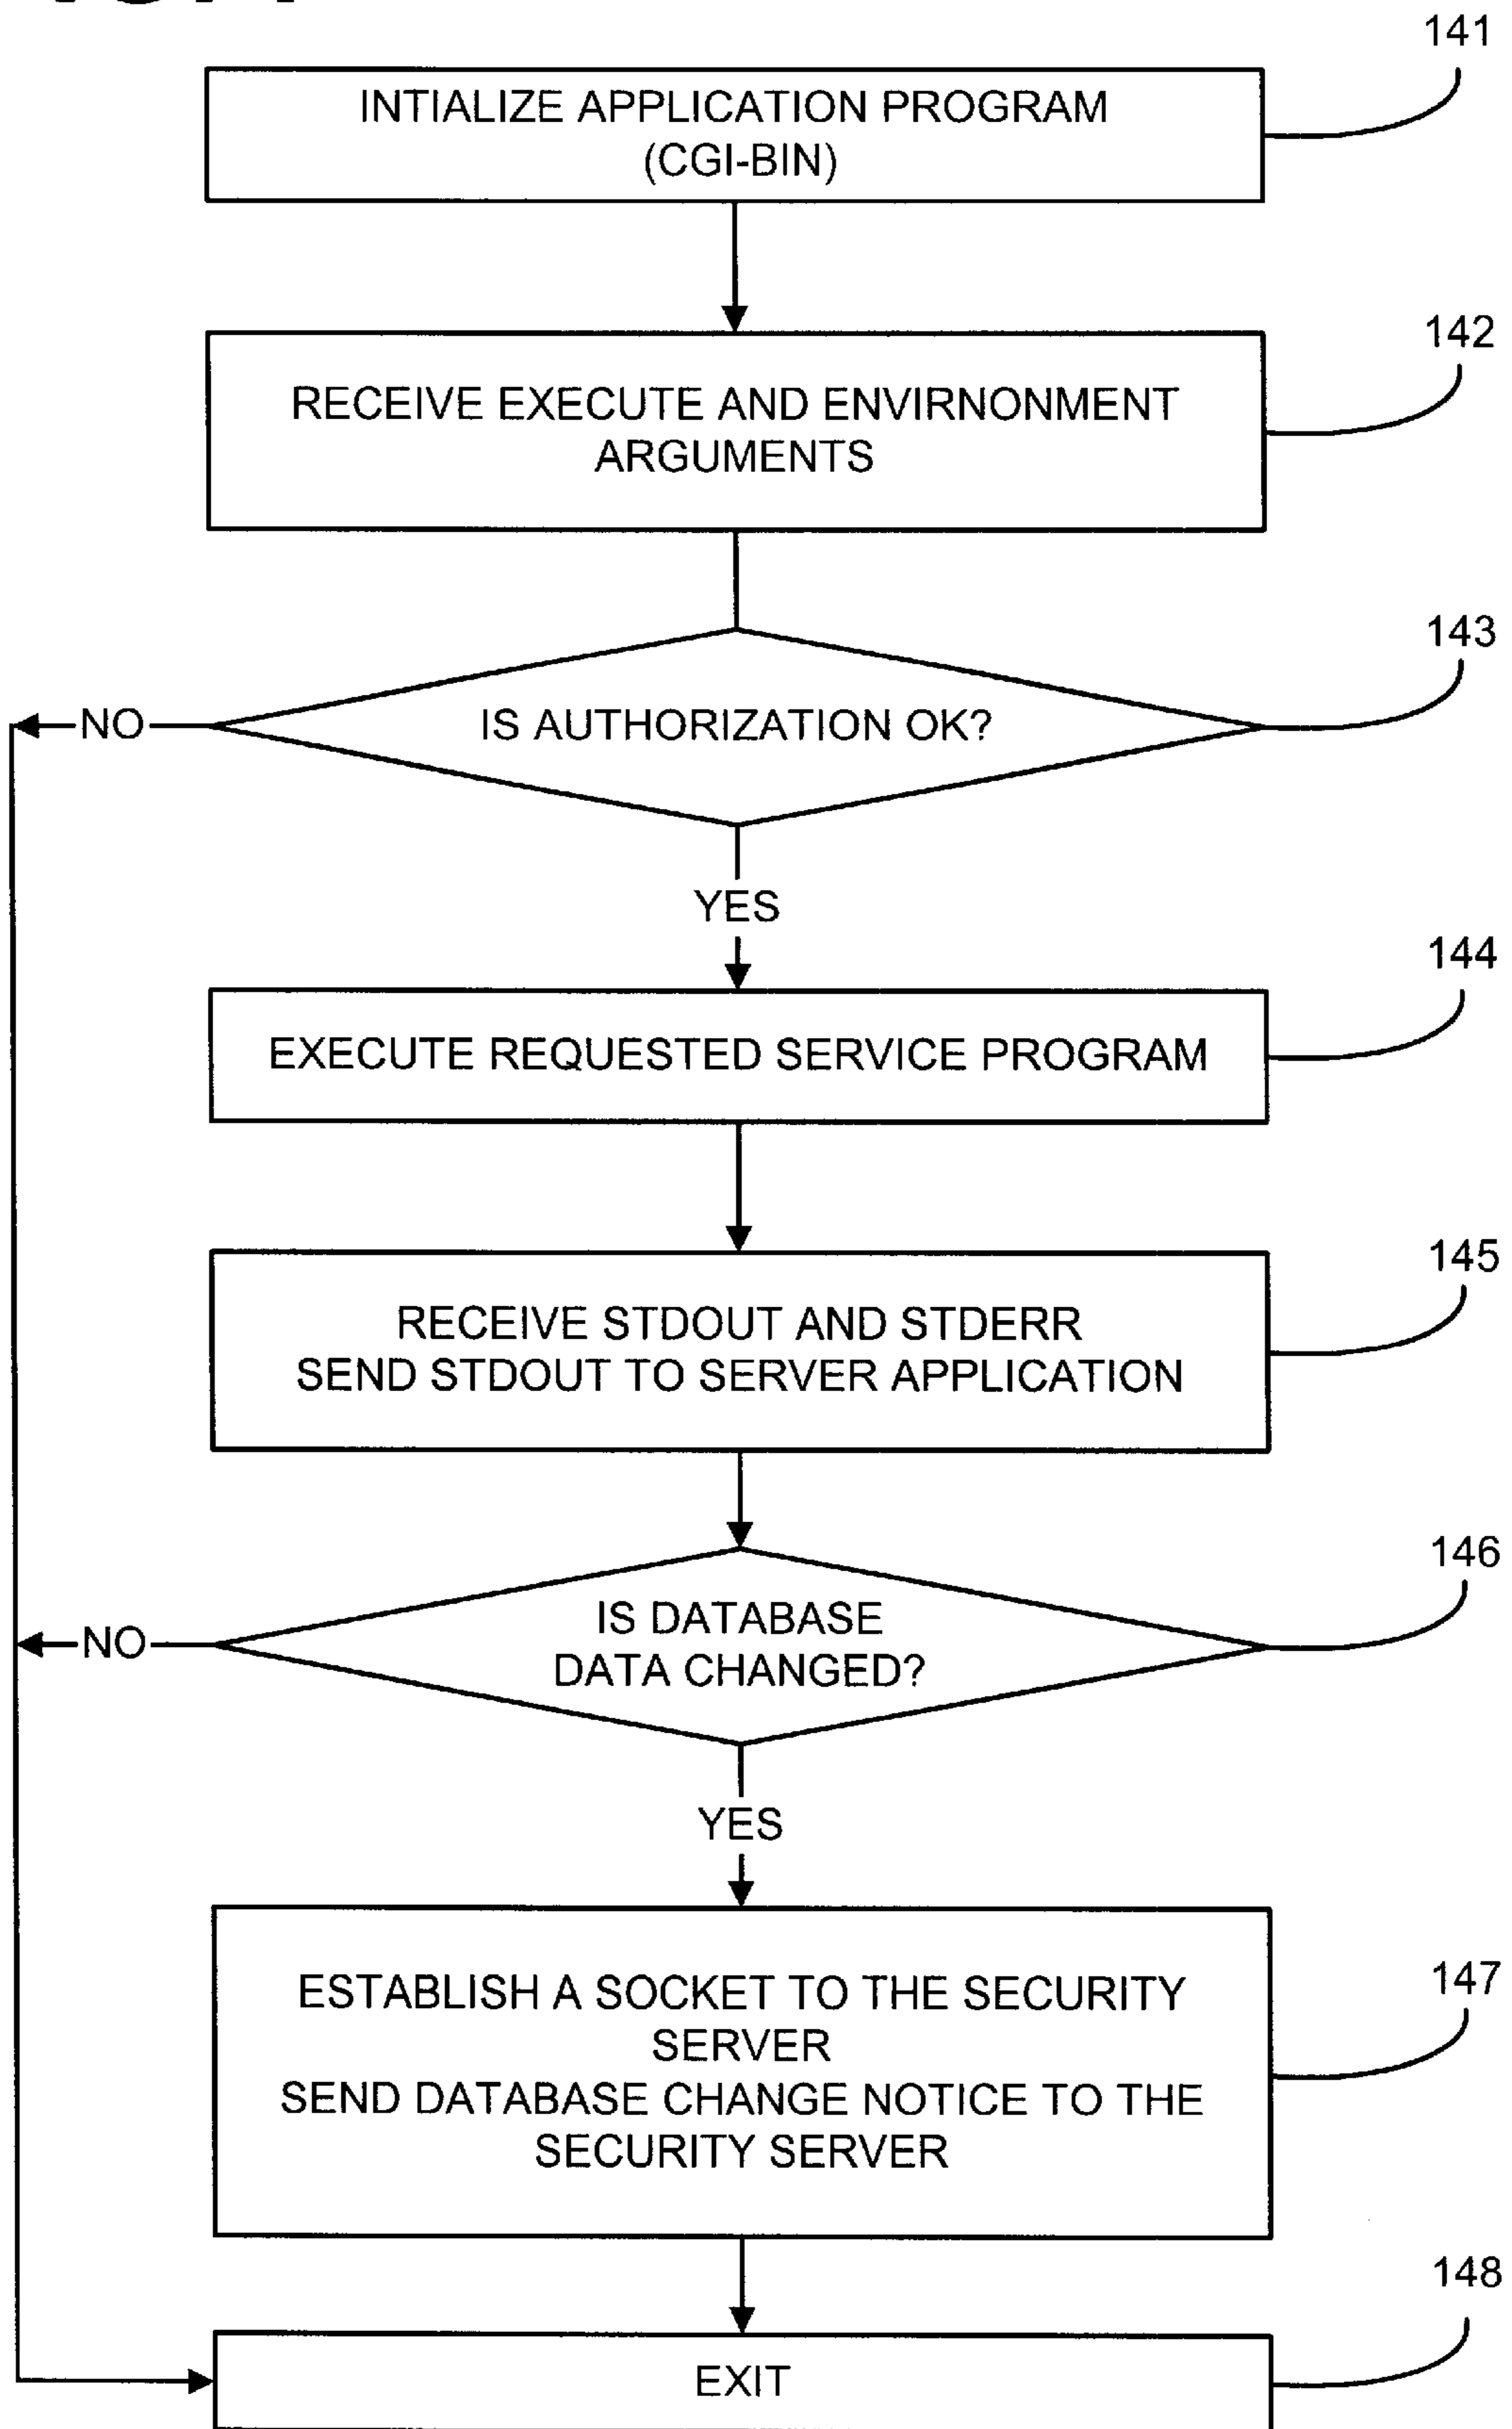 141
INTIALIZE APPLICATION PROGRAM
(CGI-BIN)
142
RECEIVE EXECUTE AND ENVIRNONMENT
ARGUMENTS
143
NO
IS AUTHORIZATION OK?
YES
144
EXECUTE REQUESTED SERVICE PROGRAM
145
RECEIVE STDOUT AND STDERR
SEND STDOUT TO SERVER APPLICATION
146
NO
IS DATABASE
DATA CHANGED?
YES
147
ESTABLISH A SOCKET TO THE SECURITY
SERVER
SEND DATABASE CHANGE NOTICE TO THE
SECURITY SERVER
148
EXIT